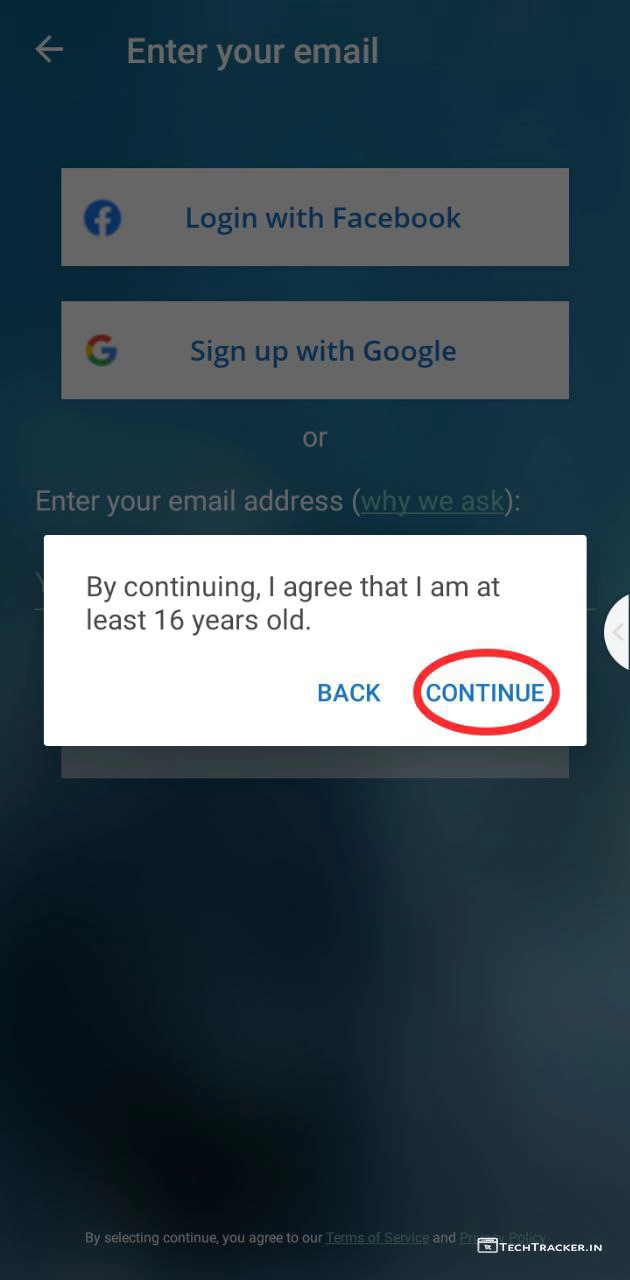 Enter your email
Login with Facebook
Sign up with Google
or
Enter your email address (why we ask):
By continuing, I agree that I am at
least 16 years old.
BACK CONTINUE
By selecting continue, you agree to our Terms of Service and Privacy Policy
TECHTRACKER.IN